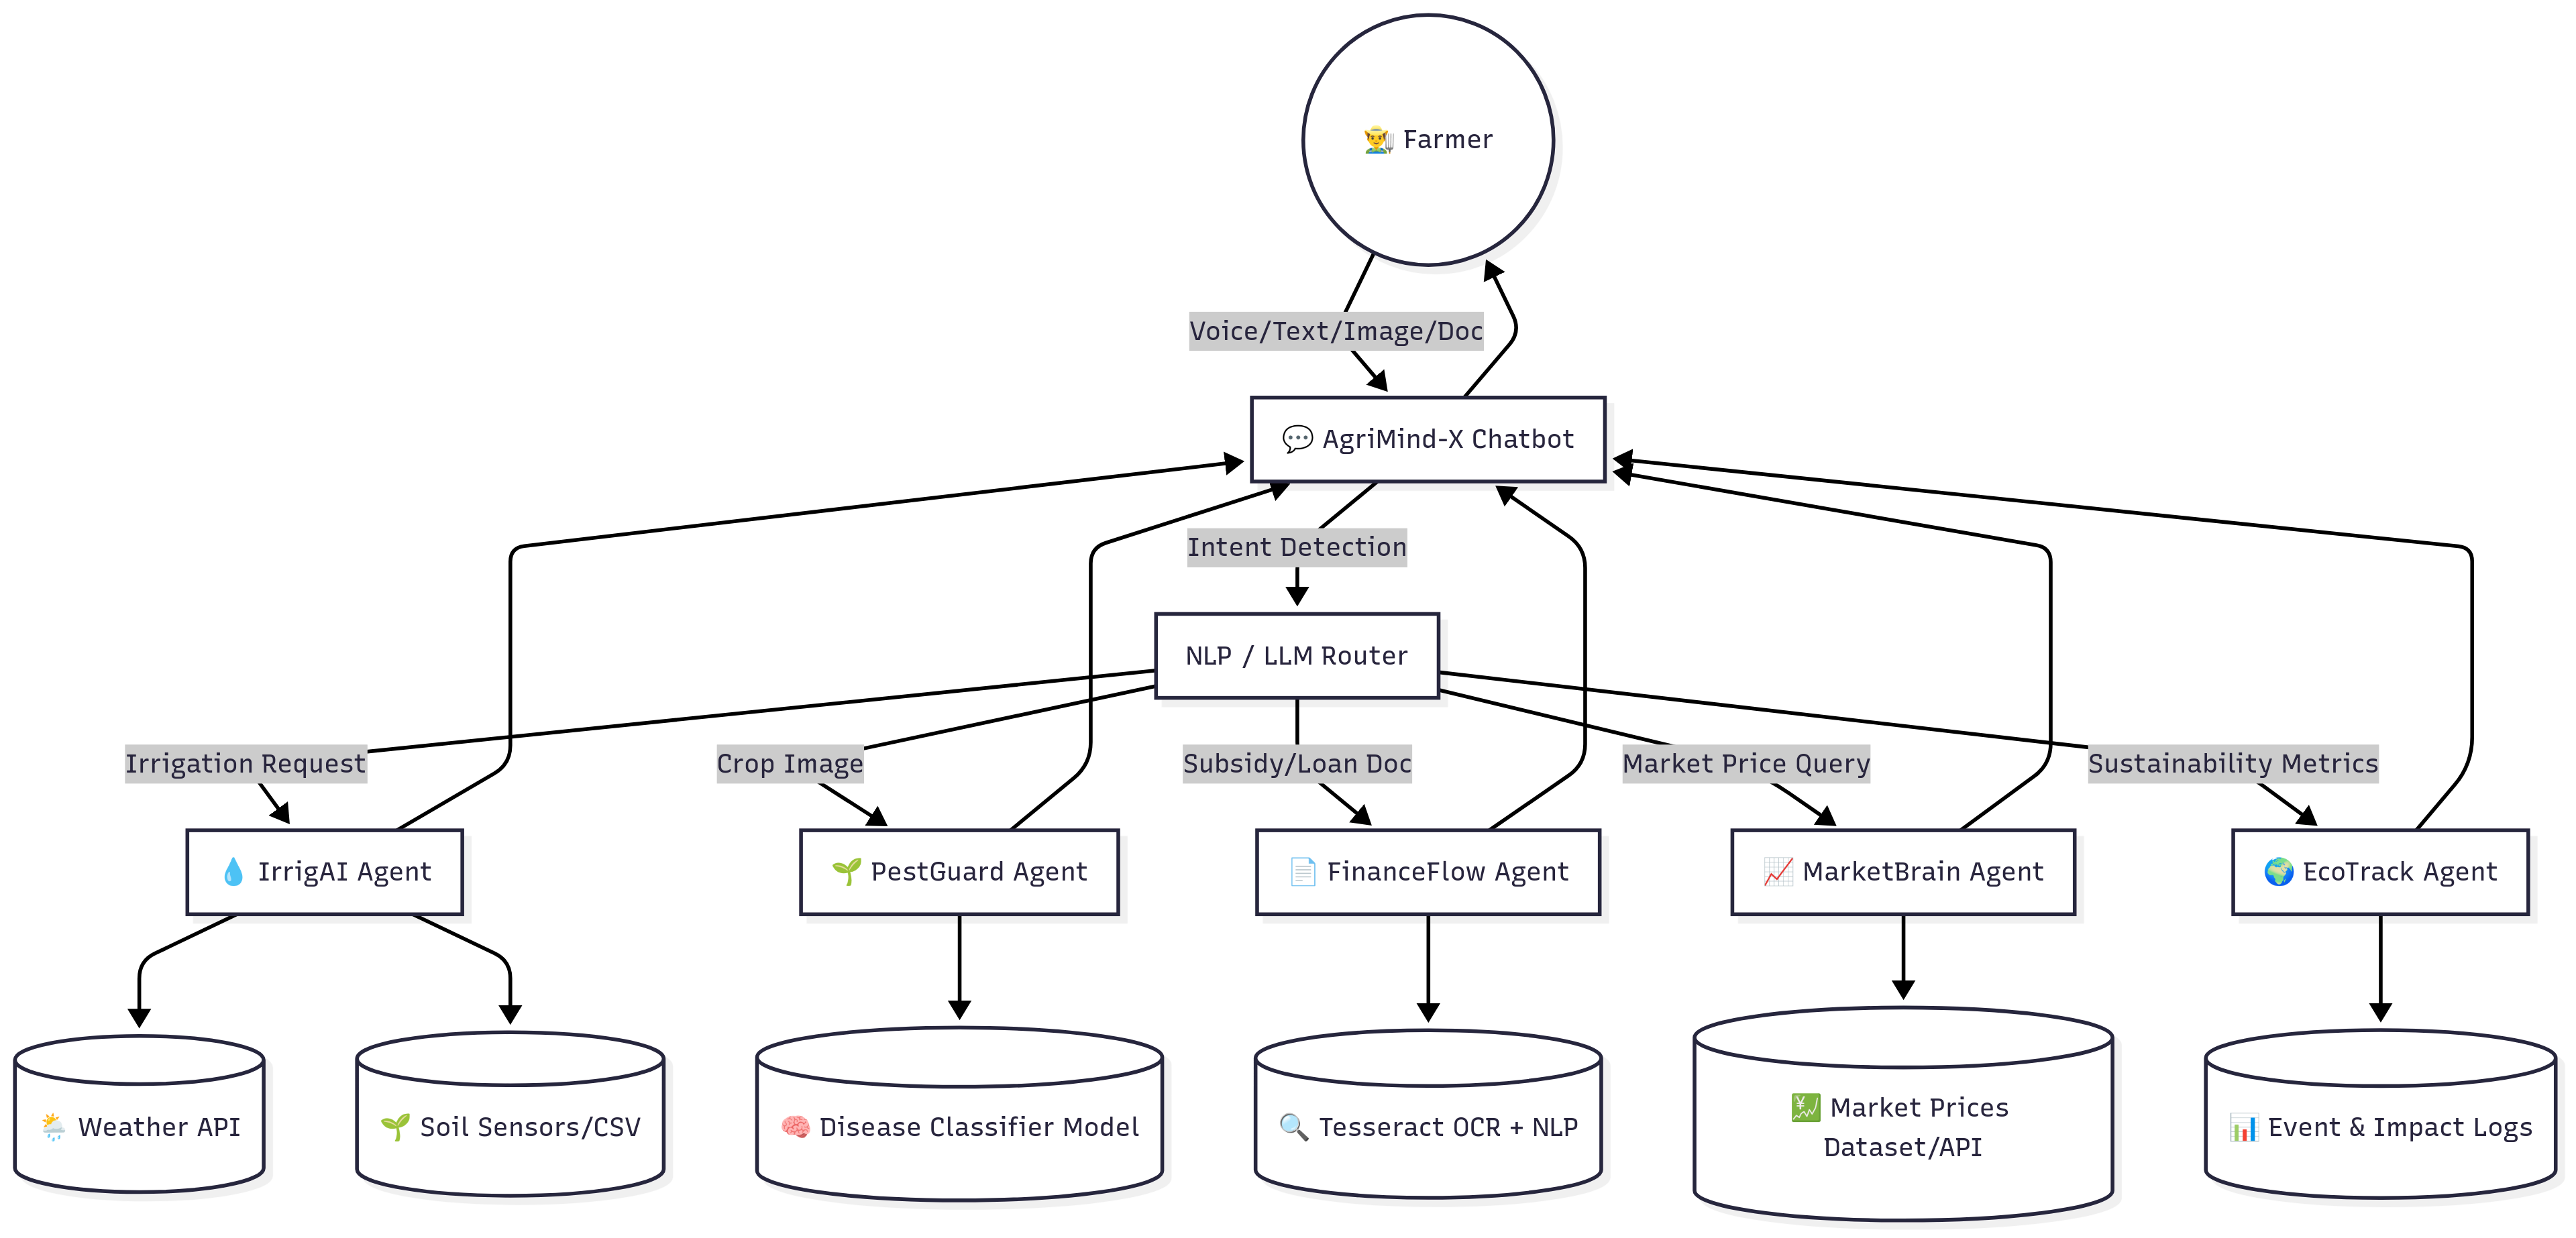 👨‍🌾 Farmer
Voice/Text/Image/Doc
💬 AgriMind-X Chatbot
Intent Detection
NLP / LLM Router
Irrigation Request
Crop Image
Subsidy/Loan Doc
Market Price Query
Sustainability Metrics
💧 IrrigAI Agent
🌱 PestGuard Agent
📄 FinanceFlow Agent
📈 MarketBrain Agent
🌍 EcoTrack Agent
🌦️ Weather API
🌱 Soil Sensors/CSV
🧠 Disease Classifier Model
🔍 Tesseract OCR + NLP
💹 Market Prices
Dataset/API
📊 Event & Impact Logs